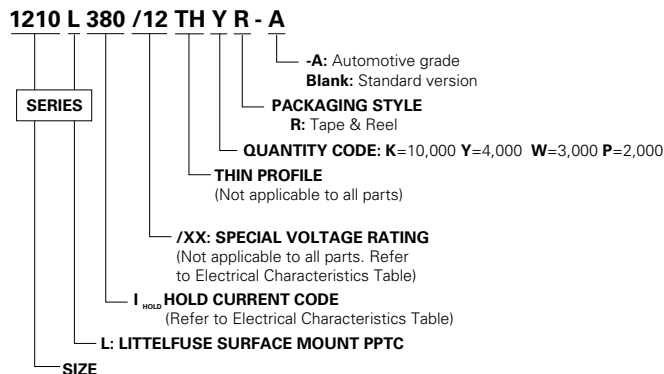 1210 L 380 /12 TH Y R - A
-A: Automotive grade
Blank: Standard version
SERIES
PACKAGING STYLE
R: Tape & Reel
QUANTITY CODE: K=10,000 Y=4,000 W=3,000 P=2,000
THIN PROFILE
(Not applicable to all parts)
/XX: SPECIAL VOLTAGE RATING
(Not applicable to all parts. Refer
to Electrical Characteristics Table)
I HOLD HOLD CURRENT CODE
(Refer to Electrical Characteristics Table)
L: LITTELFUSE SURFACE MOUNT PPTC
SIZE